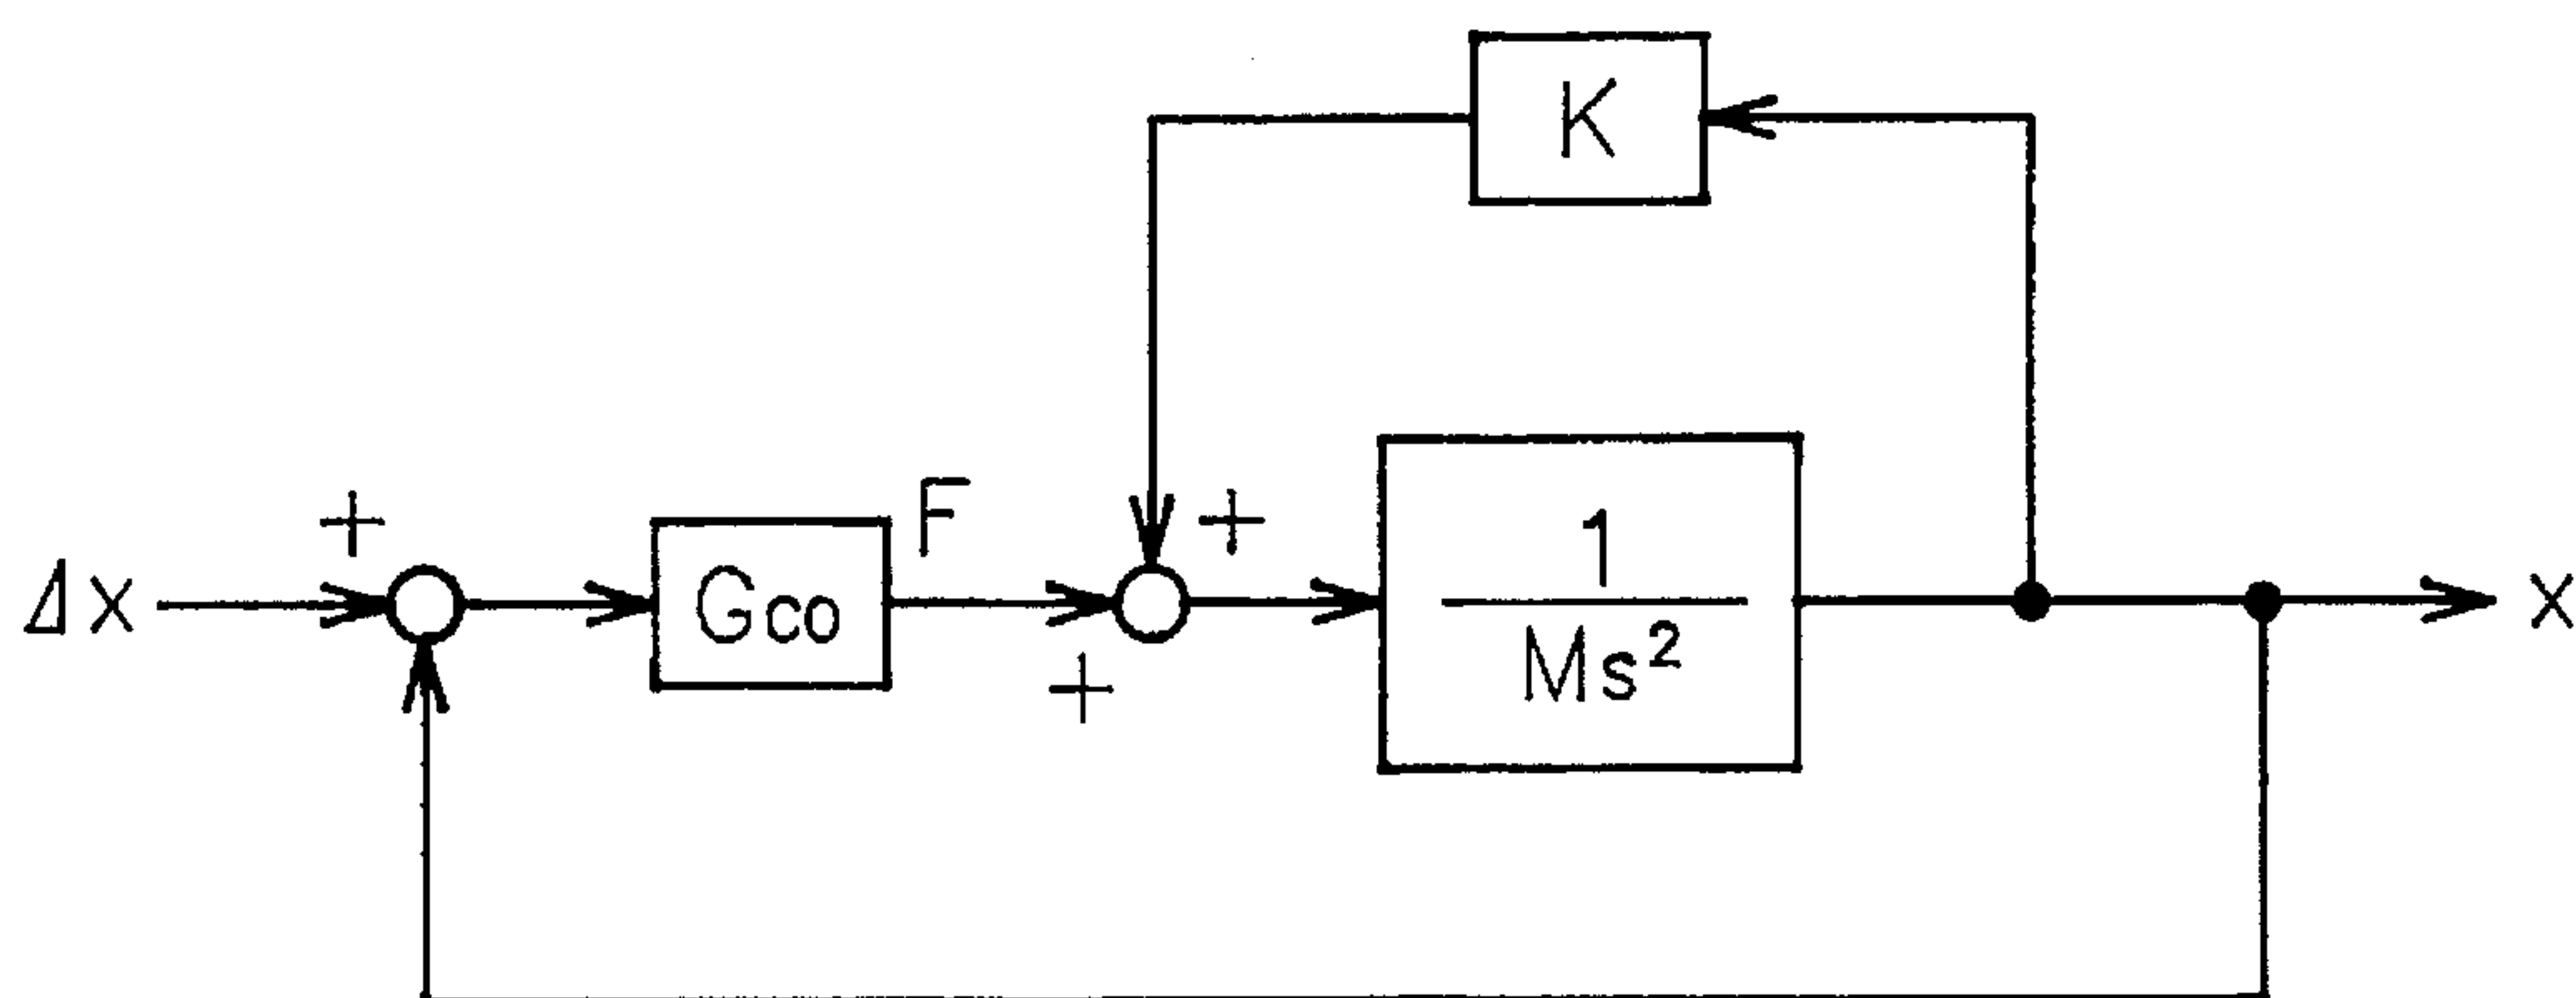 K
+
F
+
Δx
Gco
1
x
Ms²
+